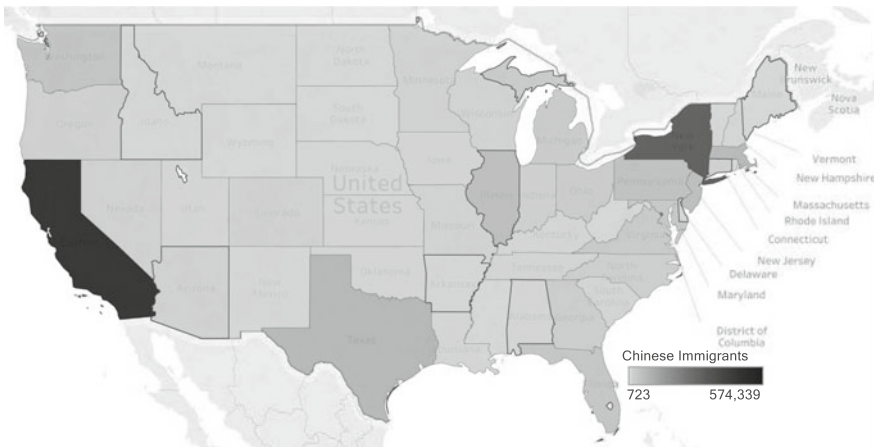 New
Brunswick
Nova
Scotia
Maine
Washington
Montana
North
Dakota
Minnesota
Oregon
Idaho
South
Dakota
Wisconsin
Michigan
New
York
Wyoming
Iowa
Nebraska
Vermont
New Hampshire
Massachusetts
Rhode Island
Connecticut
New Jersey
Delaware
Maryland
District of
Columbia
Nevada
Utah
Colorado
United
States
Kansas
Missouri
Illinois
Indiana
Ohio
Pennsylvania
Kentucky
Virginia
Arizona
New
Mexico
Oklahoma
Arkansas
Tennessee
North
Carolina
South
Carolina
Alabama
Georgia
Texas
Louisiana
Chinese Immigrants
723 574,339